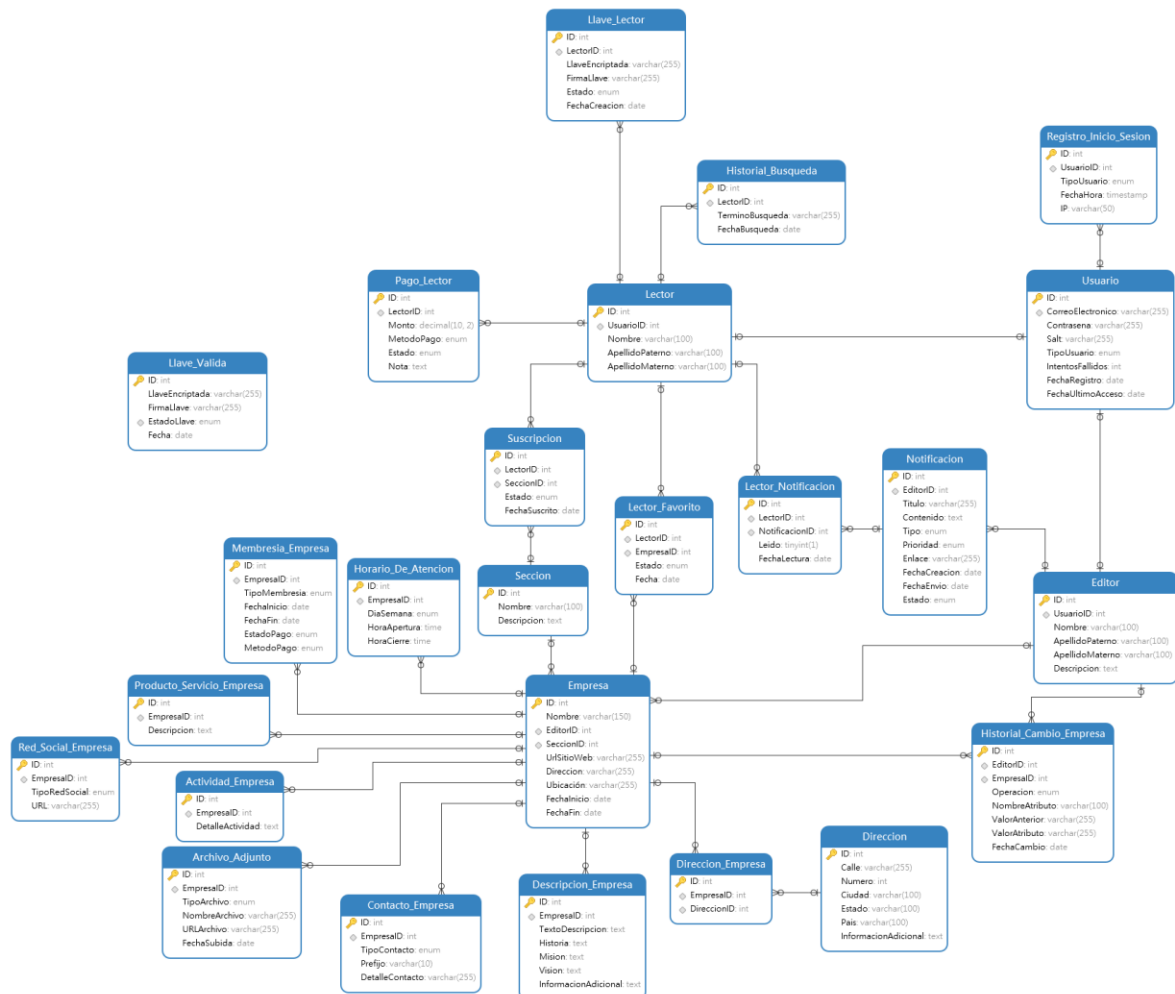 Llave_Lector
ID: int
LectorID: int
LlaveEncriptada: varchar(255)
FirmaLlave: varchar(255)
Estado: enum
FechaCreacion: date
Registro_Inicio_Sesion
ID: int
UsuarioID: int
TipoUsuario: enum
FechaHora: timestamp
IP: varchar(50)
Historial_Busqueda
ID: int
LectorID: int
TerminoBusqueda: varchar(255)
FechaBusqueda: date
Pago_Lector
ID: int
LectorID: int
Monto: decimal(10, 2)
MetodoPago: enum
Estado: enum
Nota: text
Lector
ID: int
UsuarioID: int
Nombre: varchar(100)
ApellidoPaterno: varchar(100)
ApellidoMaterno: varchar(100)
Usuario
ID: int
CorreoElectronico: varchar(255)
Contrasena: varchar(255)
Salt: varchar(255)
TipoUsuario: enum
IntentosFallidos: int
FechaRegistro: date
FechaUltimoAcceso: date
Llave_Valida
ID: int
LlaveEncriptada: varchar(255)
FirmaLlave: varchar(255)
EstadoLlave: enum
Fecha: date
Suscripcion
ID: int
LectorID: int
SeccionID: int
Estado: enum
FechaSuscrito: date
Lector_Favorito
ID: int
LectorID: int
EmpresaID: int
Estado: enum
Fecha: date
Lector_Notificacion
ID: int
LectorID: int
NotificacionID: int
Leido: tinyint(1)
FechaLectura: date
Notificacion
ID: int
EditorID: int
Titulo: varchar(255)
Contenido: text
Tipo: enum
Prioridad: enum
Enlace: varchar(255)
FechaCreacion: date
FechaEnvio: date
Estado: enum
Membresia_Empresa
ID: int
EmpresaID: int
TipoMembresia: enum
FechaInicio: date
FechaFin: date
EstadoPago: enum
MetodoPago: enum
Horario_De_Atencion
ID: int
EmpresaID: int
DiaSemana: enum
HoraApertura: time
HoraCierre: time
Seccion
ID: int
Nombre: varchar(100)
Descripcion: text
Editor
ID: int
UsuarioID: int
Nombre: varchar(100)
ApellidoPaterno: varchar(100)
ApellidoMaterno: varchar(100)
Descripcion: text
Producto_Servicio_Empresa
ID: int
EmpresaID: int
Descripcion: text
Empresa
ID: int
Nombre: varchar(150)
EditorID: int
SeccionID: int
UrlSitioWeb: varchar(255)
Direccion: varchar(255)
Ubicación: varchar(255)
FechaInicio: date
FechaFin: date
Historial_Cambio_Empresa
ID: int
EditorID: int
EmpresaID: int
Operacion: enum
NombreAtributo: varchar(100)
ValorAnterior: varchar(255)
ValorAtributo: varchar(255)
FechaCambio: date
Red_Social_Empresa
ID: int
EmpresaID: int
TipoRedSocial: enum
URL: varchar(255)
Actividad_Empresa
ID: int
EmpresaID: int
DetalleActividad: text
Archivo_Adjunto
ID: int
EmpresaID: int
TipoArchivo: enum
NombreArchivo: varchar(255)
URLArchivo: varchar(255)
FechaSubida: date
Contacto_Empresa
ID: int
EmpresaID: int
TipoContacto: enum
Prefijo: varchar(10)
DetalleContacto: varchar(255)
Descripcion_Empresa
ID: int
EmpresaID: int
TextoDescripcion: text
Historia: text
Mision: text
Vision: text
InformacionAdicional: text
Direccion_Empresa
ID: int
EmpresaID: int
DireccionID: int
Direccion
ID: int
Calle: varchar(255)
Numero: int
Ciudad: varchar(100)
Estado: varchar(100)
Pais: varchar(100)
InformacionAdicional: text